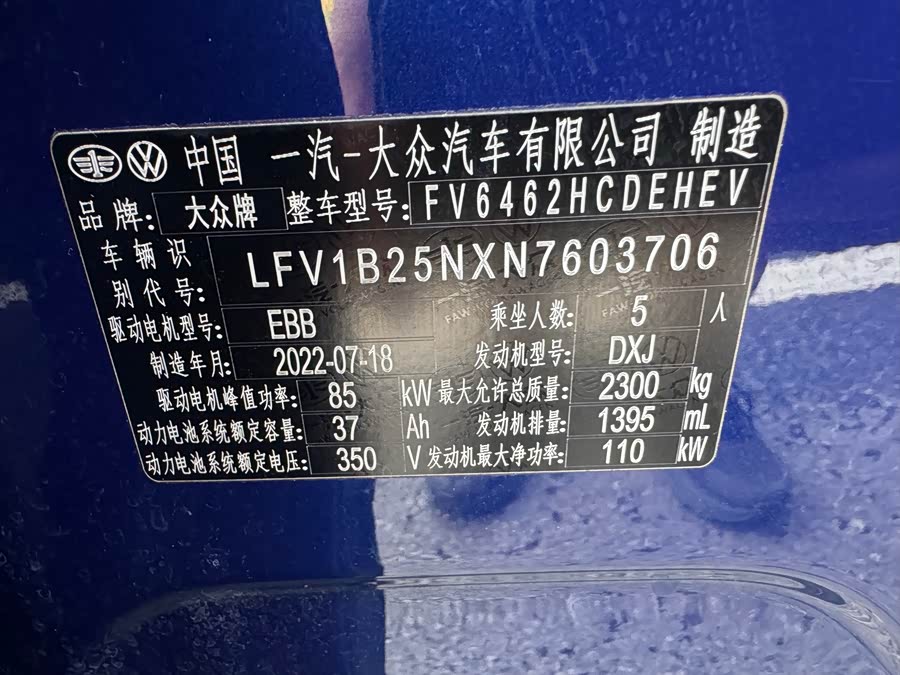 中国 一汽-大众汽车有限公司 制造
品牌: 大众牌 整车型号: FV6462HCDEHEV
车辆识别代号: LFV1B25NXN7603706
驱动电机型号: EBB 乘坐人数: 5 人
制造年月: 2022-07-18 发动机型号: DXJ
驱动电机峰值功率: 85 kW 最大允许总质量: 2300 kg
动力电池系统额定容量: 37 Ah 发动机排量: 1395 mL
动力电池系统额定电压: 350 V 发动机最大净功率: 110 kW